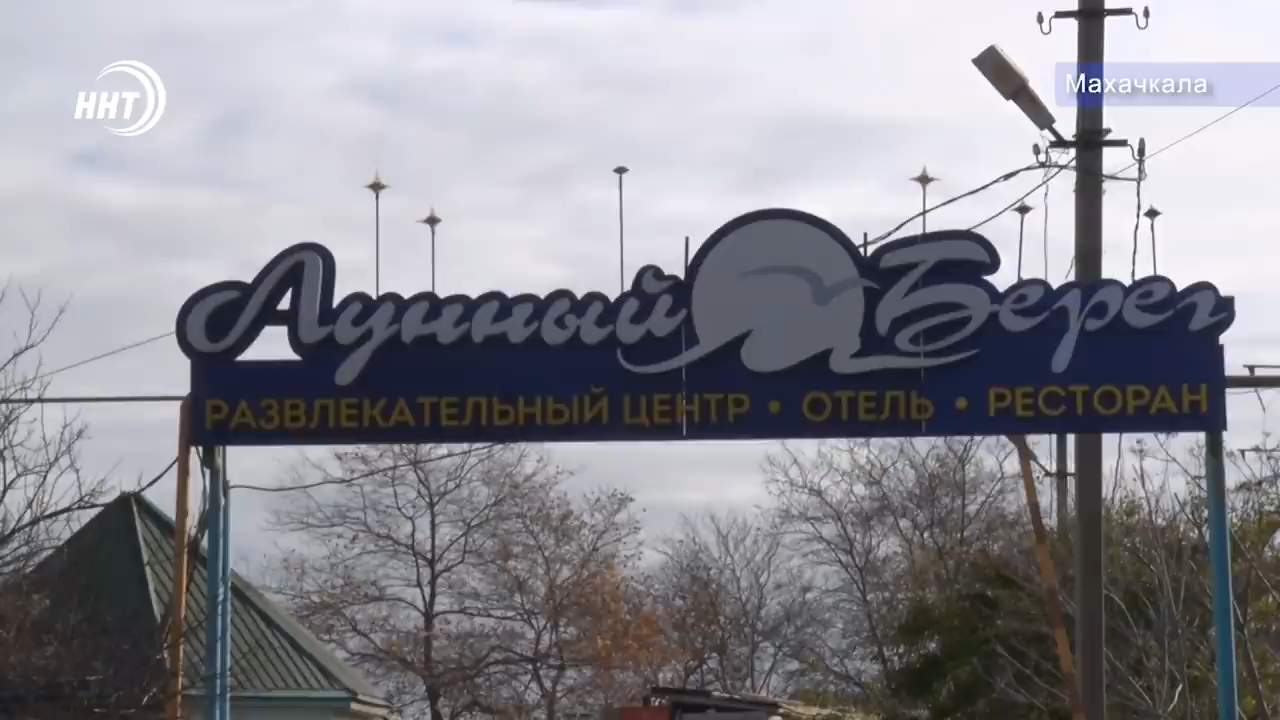 ННТ
Махачкала
Лунный Берег
РАЗВЛЕКАТЕЛЬНЫЙ ЦЕНТР • ОТЕЛЬ • РЕСТОРАН